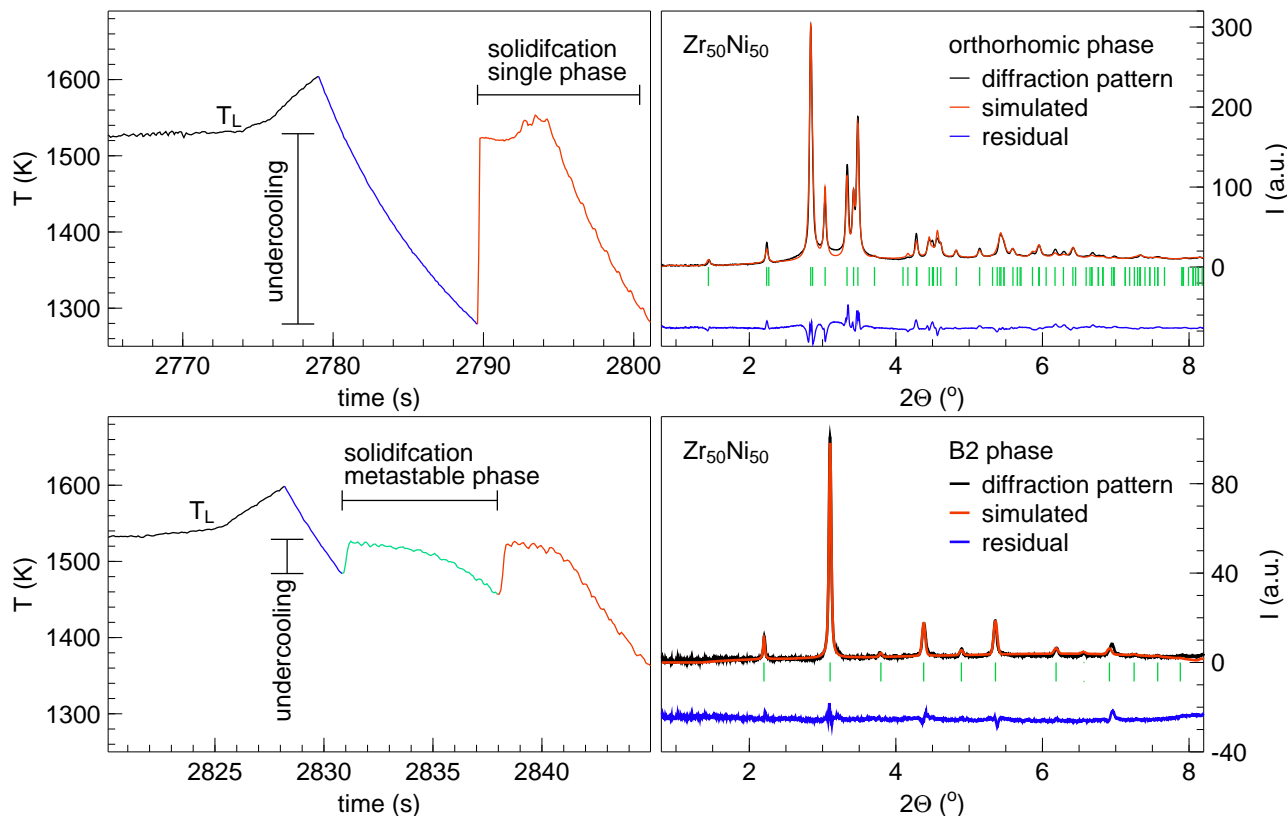 solidifcation
single phase
T_L
undercooling
1600
1500
1400
1300
T (K)
2770
2780
2790
2800
time (s)
Zr₅₀Ni₅₀
orthorhomic phase
diffraction pattern
simulated
residual
300
200
100
0
I (a.u.)
2
4
6
8
2Θ (°)
solidifcation
metastable phase
T_L
undercooling
1600
1500
1400
1300
T (K)
2825
2830
2835
2840
time (s)
Zr₅₀Ni₅₀
B2 phase
diffraction pattern
simulated
residual
80
40
0
-40
I (a.u.)
2
4
6
8
2Θ (°)